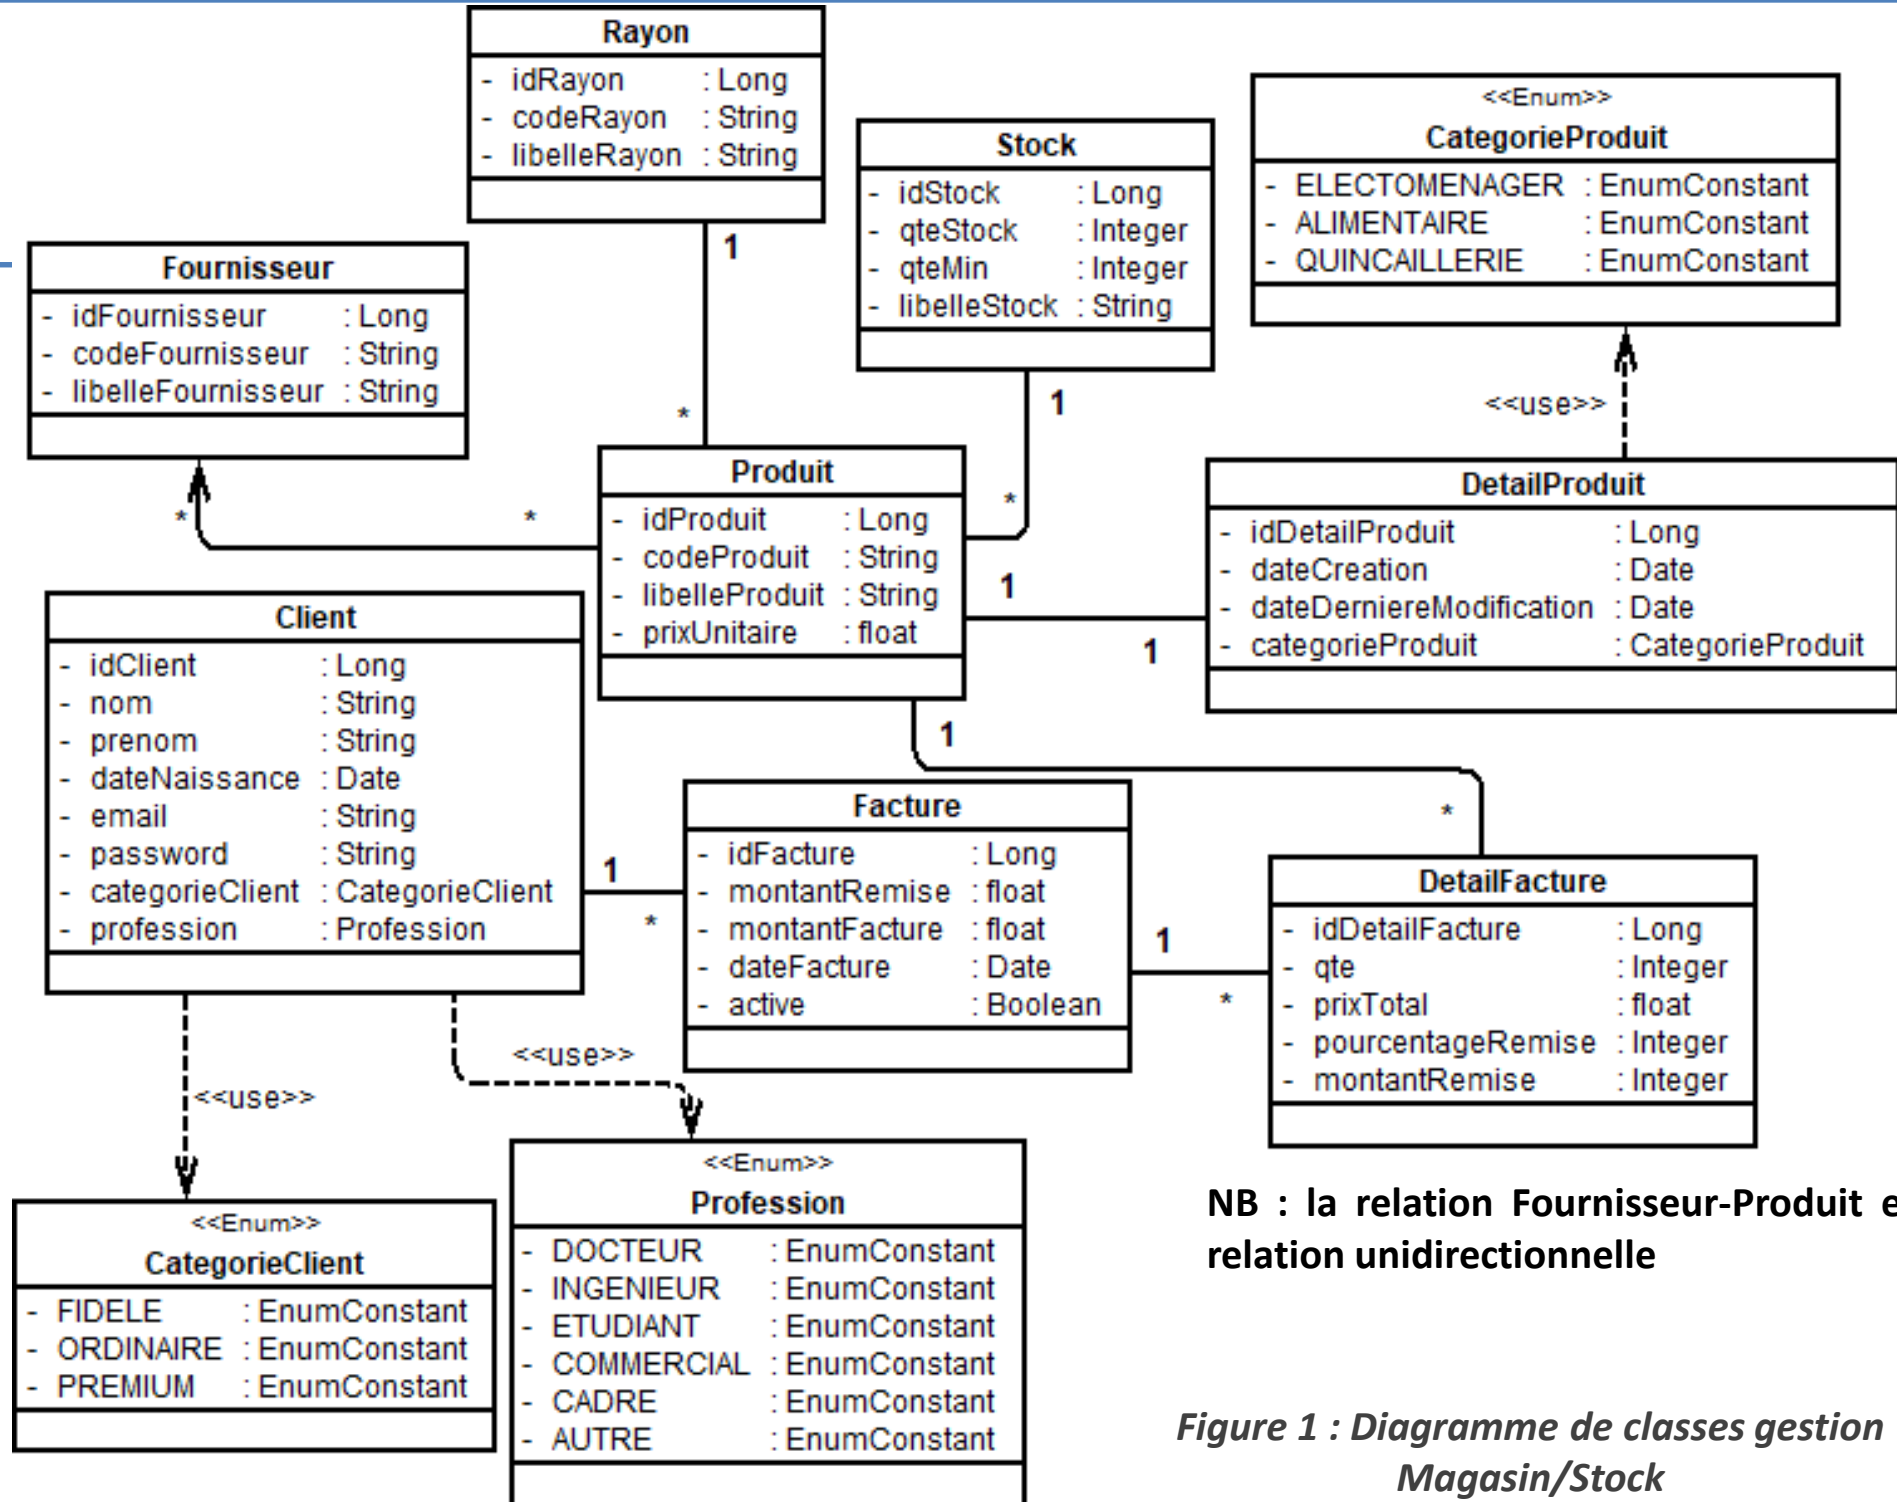 Rayon
- idRayon : Long
- codeRayon : String
- libelleRayon : String
1
*
Stock
- idStock : Long
- qteStock : Integer
- qteMin : Integer
- libelleStock : String
1
*
<<Enum>>
CategorieProduit
- ELECTOMENAGER : EnumConstant
- ALIMENTAIRE : EnumConstant
- QUINCAILLERIE : EnumConstant
<<use>>
Fournisseur
- idFournisseur : Long
- codeFournisseur : String
- libelleFournisseur : String
*
*
Produit
- idProduit : Long
- codeProduit : String
- libelleProduit : String
- prixUnitaire : float
1
1
DetailProduit
- idDetailProduit : Long
- dateCreation : Date
- dateDerniereModification : Date
- categorieProduit : CategorieProduit
1
*
Client
- idClient : Long
- nom : String
- prenom : String
- dateNaissance : Date
- email : String
- password : String
- categorieClient : CategorieClient
- profession : Profession
1
*
Facture
- idFacture : Long
- montantRemise : float
- montantFacture : float
- dateFacture : Date
- active : Boolean
1
*
DetailFacture
- idDetailFacture : Long
- qte : Integer
- prixTotal : float
- pourcentageRemise : Integer
- montantRemise : Integer
<<use>>
<<use>>
<<Enum>>
CategorieClient
- FIDELE : EnumConstant
- ORDINAIRE : EnumConstant
- PREMIUM : EnumConstant
<<Enum>>
Profession
- DOCTEUR : EnumConstant
- INGENIEUR : EnumConstant
- ETUDIANT : EnumConstant
- COMMERCIAL : EnumConstant
- CADRE : EnumConstant
- AUTRE : EnumConstant
NB : la relation Fournisseur-Produit
relation unidirectionnelle
Figure 1 : Diagramme de classes gestion
Magasin/Stock